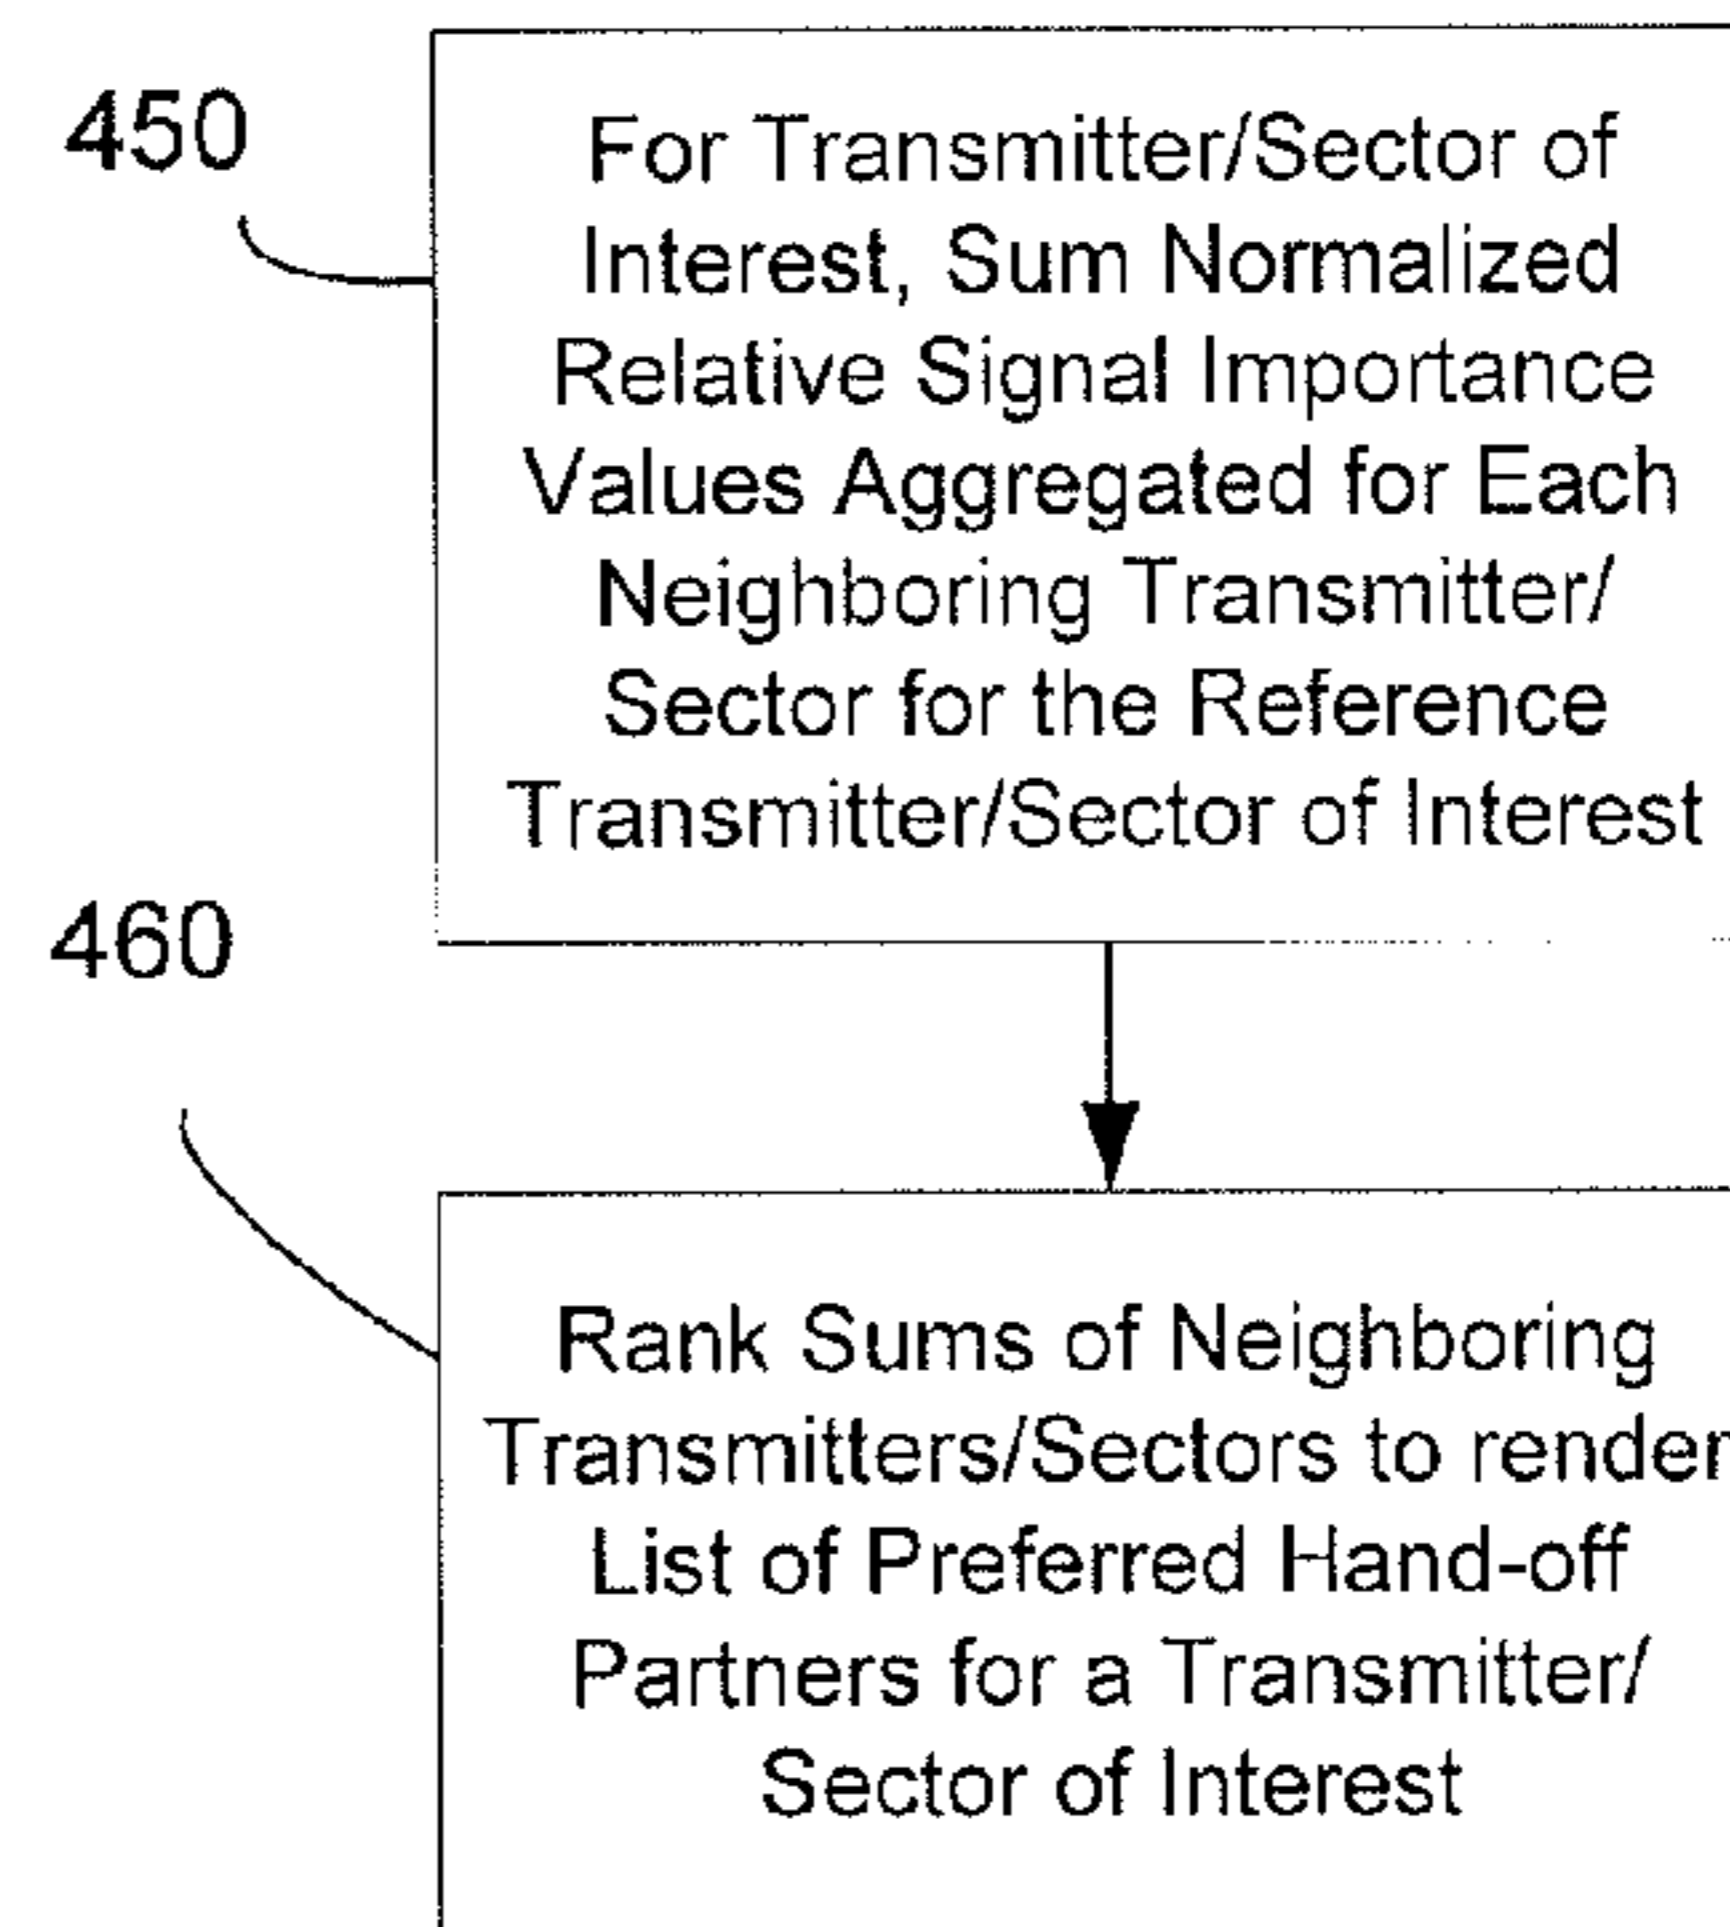 450
For Transmitter/Sector of
Interest, Sum Normalized
Relative Signal Importance
Values Aggregated for Each
Neighboring Transmitter/
Sector for the Reference
Transmitter/Sector of Interest
460
Rank Sums of Neighboring
Transmitters/Sectors to render
List of Preferred Hand-off
Partners for a Transmitter/
Sector of Interest